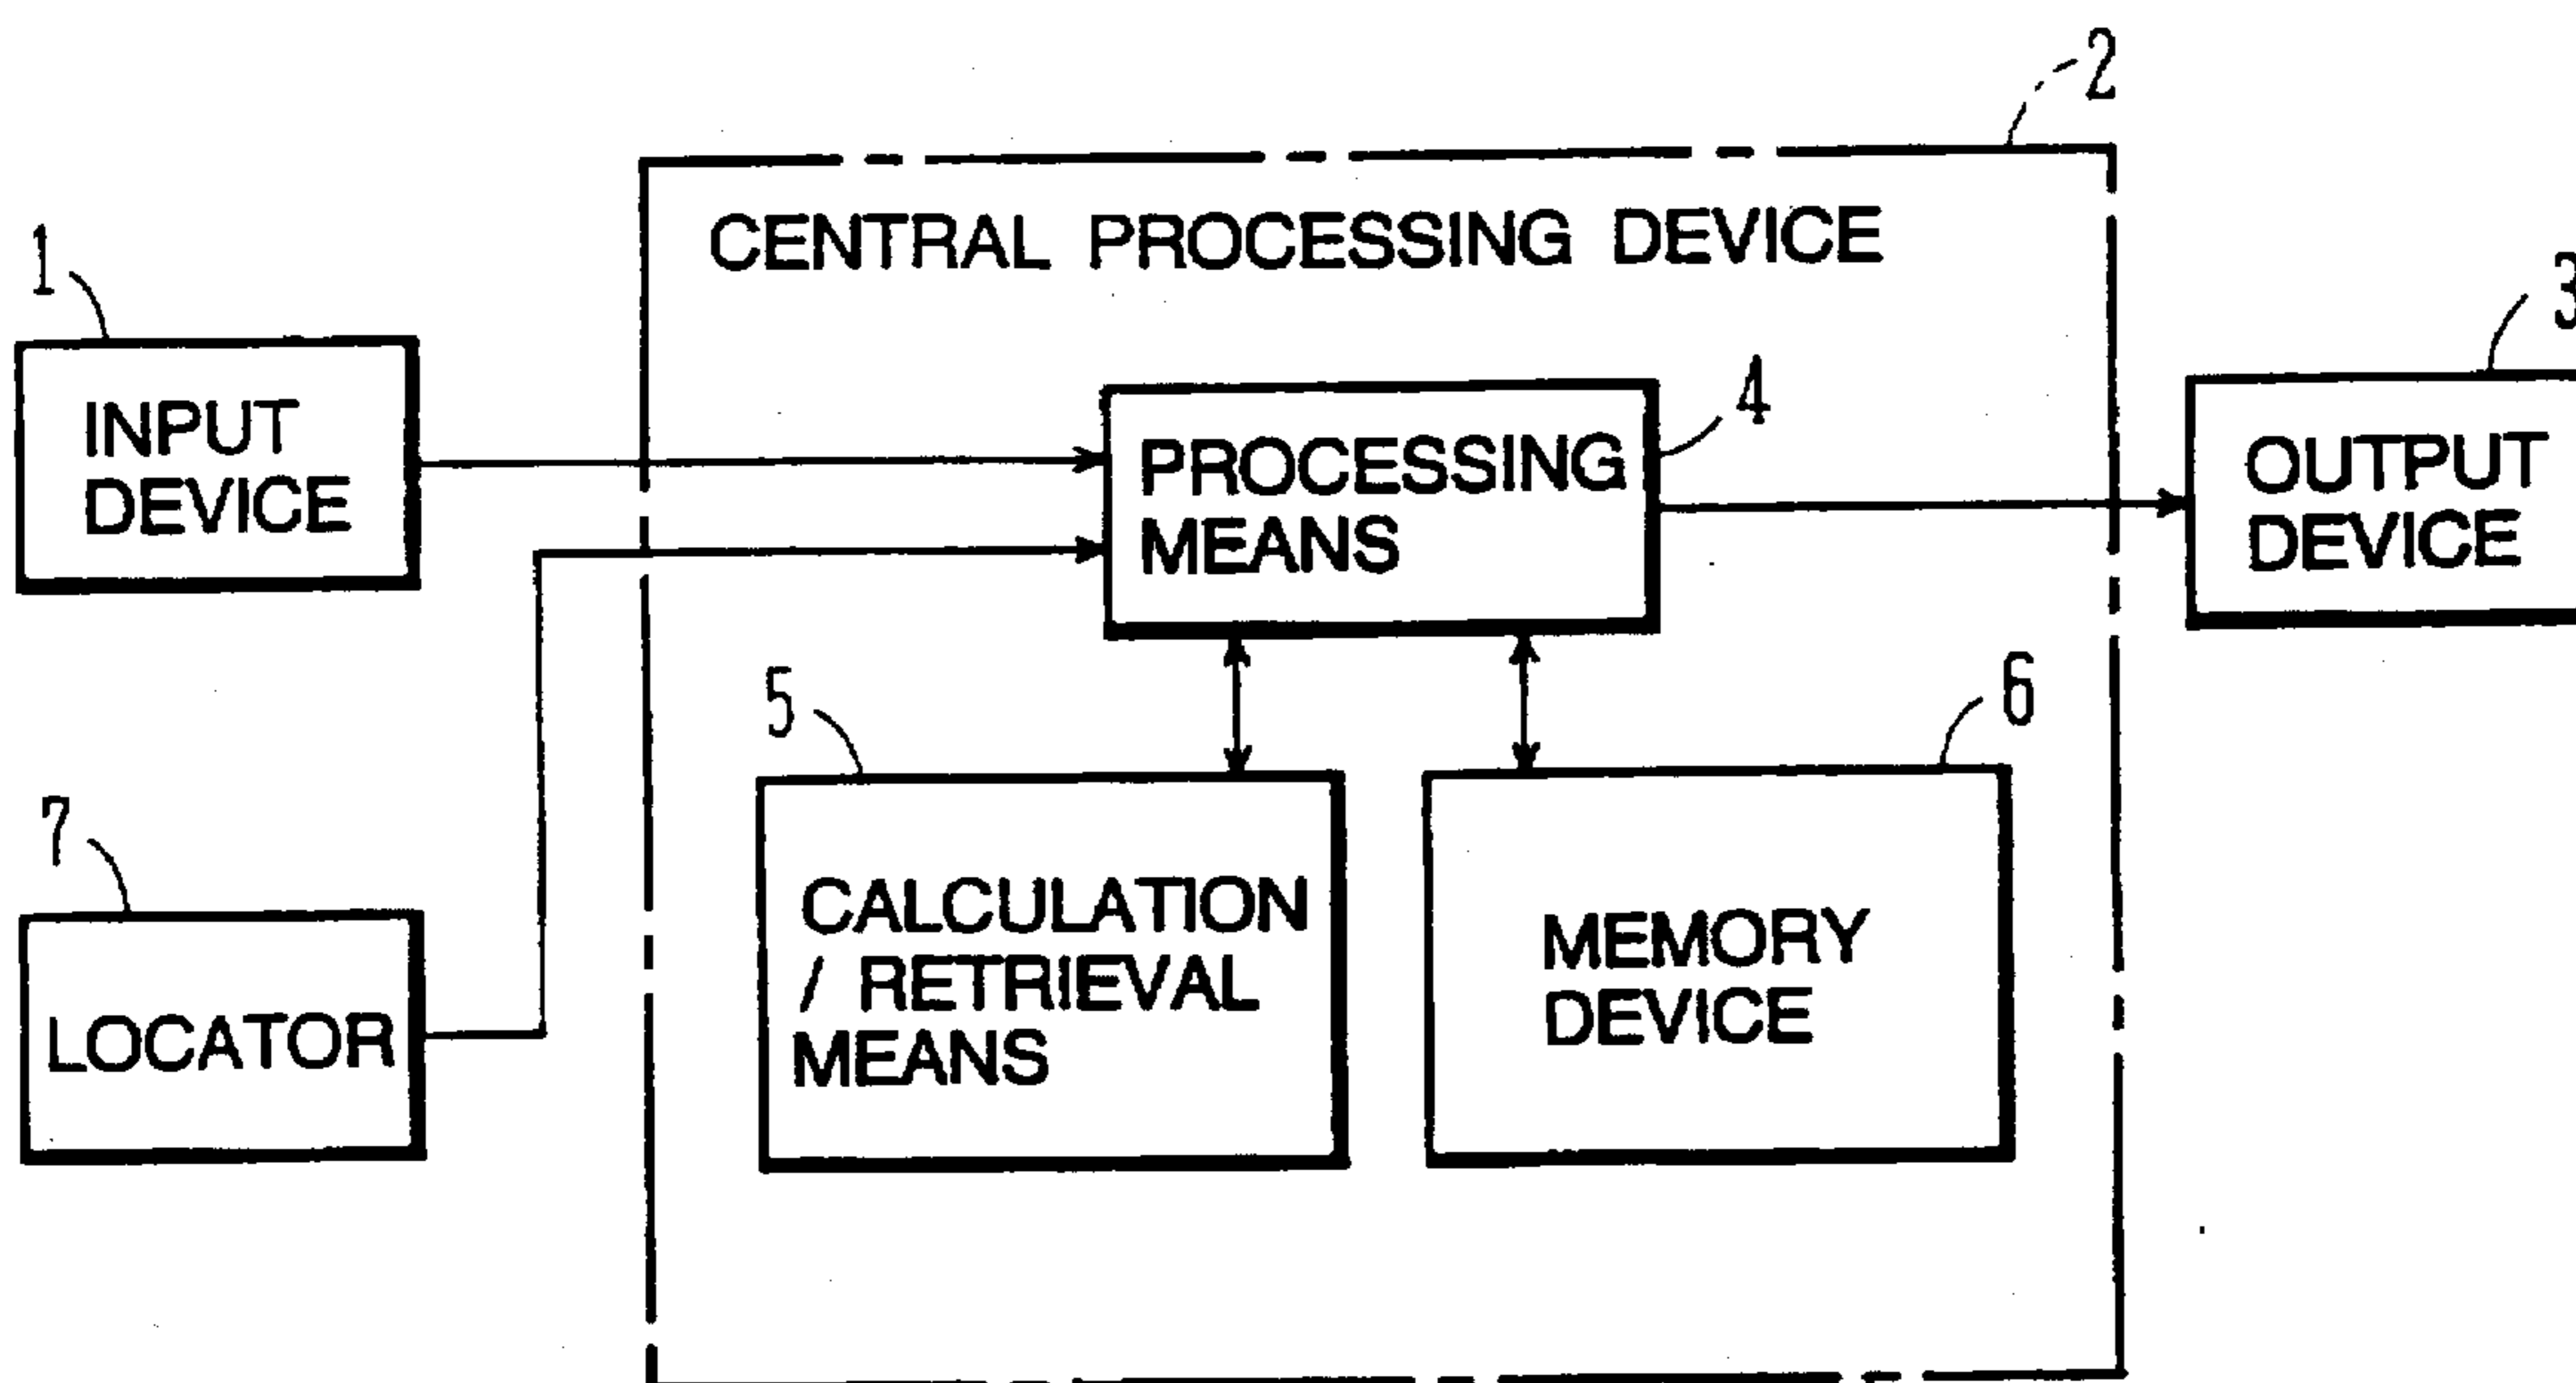 2
CENTRAL PROCESSING DEVICE
1
INPUT
DEVICE
4
PROCESSING
MEANS
3
OUTPUT
DEVICE
5
CALCULATION
/ RETRIEVAL
MEANS
6
MEMORY
DEVICE
7
LOCATOR